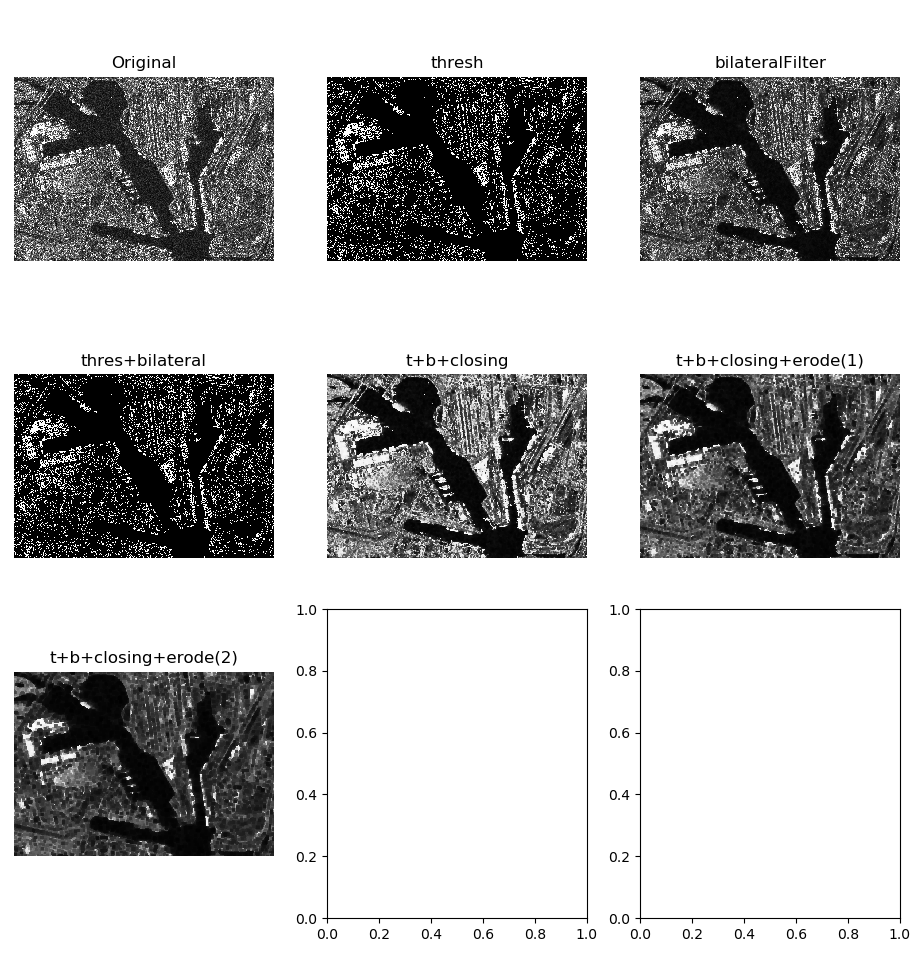 Original thresh bilateralFilter
thres+bilateral t+b+closing t+b+closing+erode(1)
t+b+closing+erode(2)
1.0 1.0
0.8 0.8
0.6 0.6
0.4 0.4
0.2 0.2
0.0 0.0
0.0 0.2 0.4 0.6 0.8 1.0 0.0 0.2 0.4 0.6 0.8 1.0